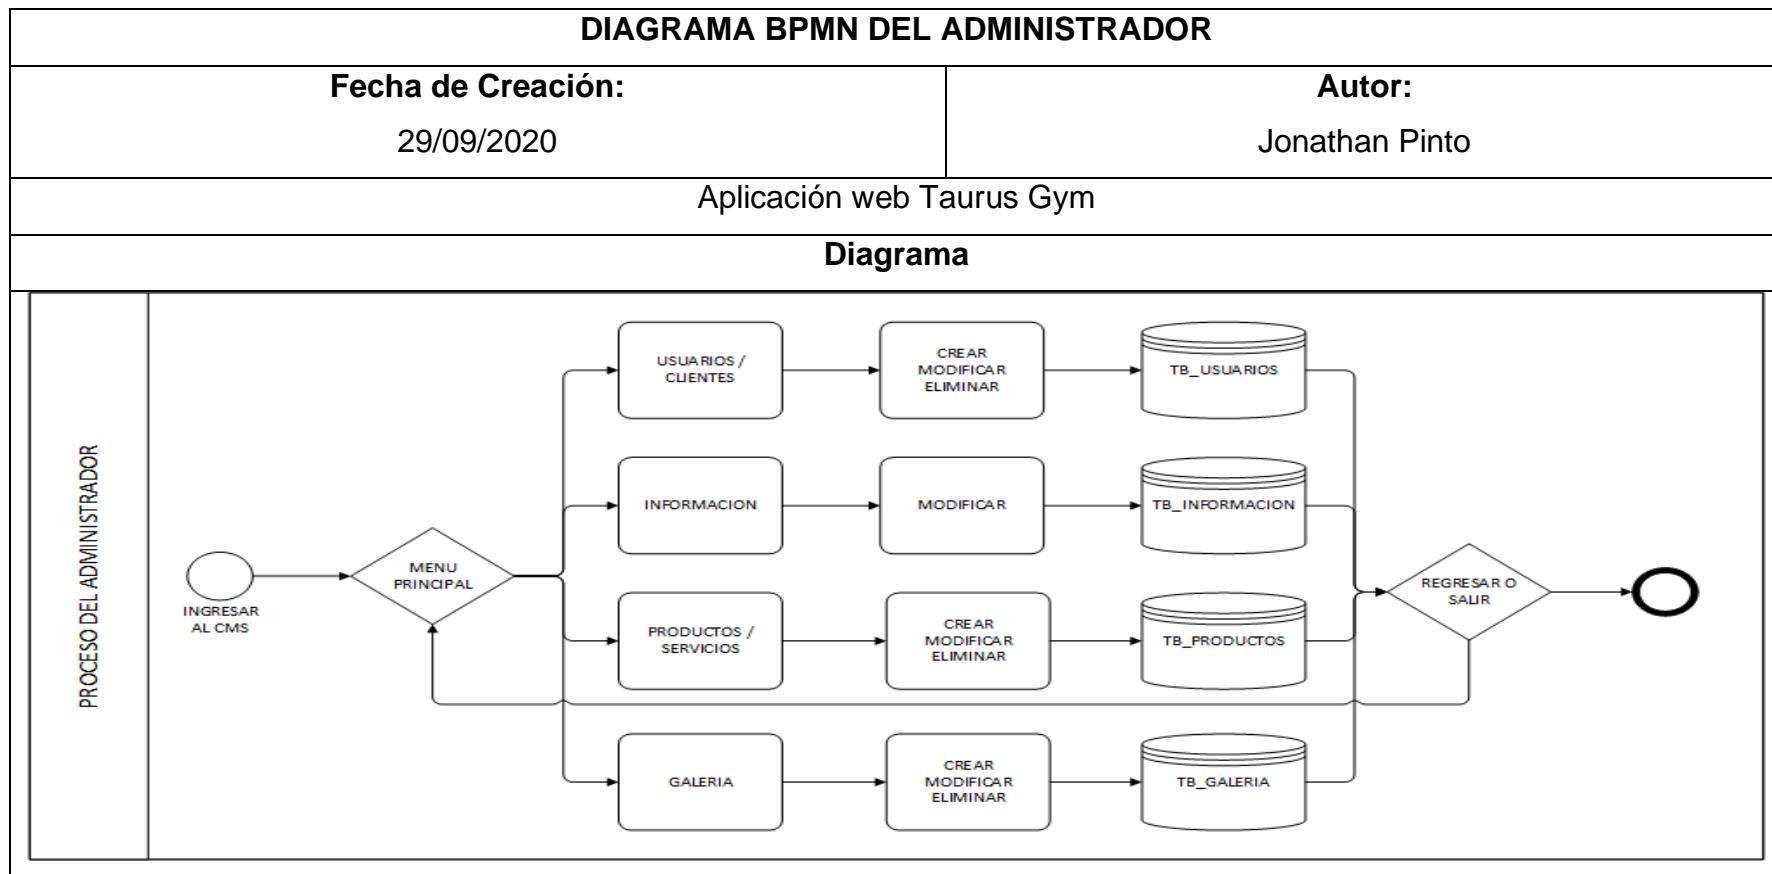 DIAGRAMA BPMN DEL ADMINISTRADOR
Fecha de Creación:
29/09/2020
Autor:
Jonathan Pinto
Aplicación web Taurus Gym
Diagrama
PROCESO DEL ADMINISTRADOR
INGRESAR
AL CMS
MENU
PRINCIPAL
USUARIOS /
CLIENTES
CREAR
MODIFICAR
ELIMINAR
TB_USUARIOS
INFORMACION
MODIFICAR
TB_INFORMACION
PRODUCTOS /
SERVICIOS
CREAR
MODIFICAR
ELIMINAR
TB_PRODUCTOS
GALERIA
CREAR
MODIFICAR
ELIMINAR
TB_GALERIA
REGRESAR O
SALIR